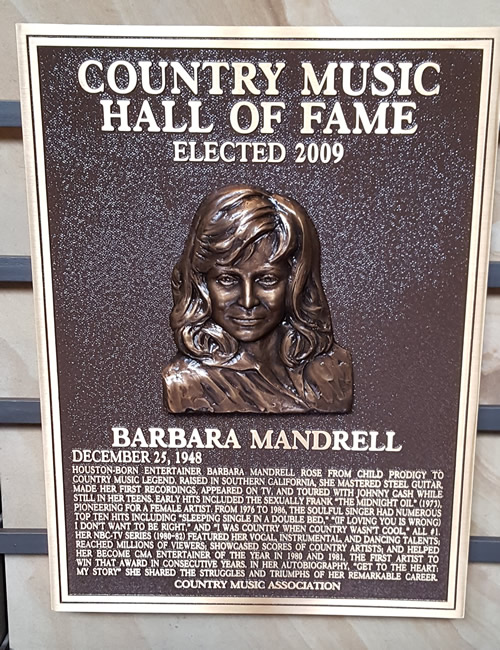 COUNTRY MUSIC
HALL OF FAME
ELECTED 2009
BARBARA MANDRELL
DECEMBER 25, 1948
HOUSTON-BORN ENTERTAINER BARBARA MANDRELL ROSE FROM CHILD PRODIGY TO
COUNTRY MUSIC LEGEND. RAISED IN SOUTHERN CALIFORNIA, SHE MASTERED STEEL GUITAR,
MADE HER FIRST RECORDINGS, APPEARED ON TV, AND TOURED WITH JOHNNY CASH WHILE
STILL IN HER TEENS. EARLY HITS INCLUDED THE SEXUALLY FRANK "THE MIDNIGHT OIL" (1973),
PIONEERING FOR A FEMALE ARTIST. FROM 1976 TO 1986, THE SOULFUL SINGER HAD NUMEROUS
TOP TEN HITS INCLUDING "SLEEPING SINGLE IN A DOUBLE BED," "(IF LOVING YOU IS WRONG)
I DON'T WANT TO BE RIGHT," AND "I WAS COUNTRY WHEN COUNTRY WASN'T COOL," ALL #1.
HER NBC-TV SERIES (1980-82) FEATURED HER VOCAL, INSTRUMENTAL, AND DANCING TALENTS;
REACHED MILLIONS OF VIEWERS; SHOWCASED SCORES OF COUNTRY ARTISTS; AND HELPED
HER BECOME CMA ENTERTAINER OF THE YEAR IN 1980 AND 1981, THE FIRST ARTIST TO
WIN THAT AWARD IN CONSECUTIVE YEARS. IN HER AUTOBIOGRAPHY, "GET TO THE HEART:
MY STORY" SHE SHARED THE STRUGGLES AND TRIUMPHS OF HER REMARKABLE CAREER.
COUNTRY MUSIC ASSOCIATION